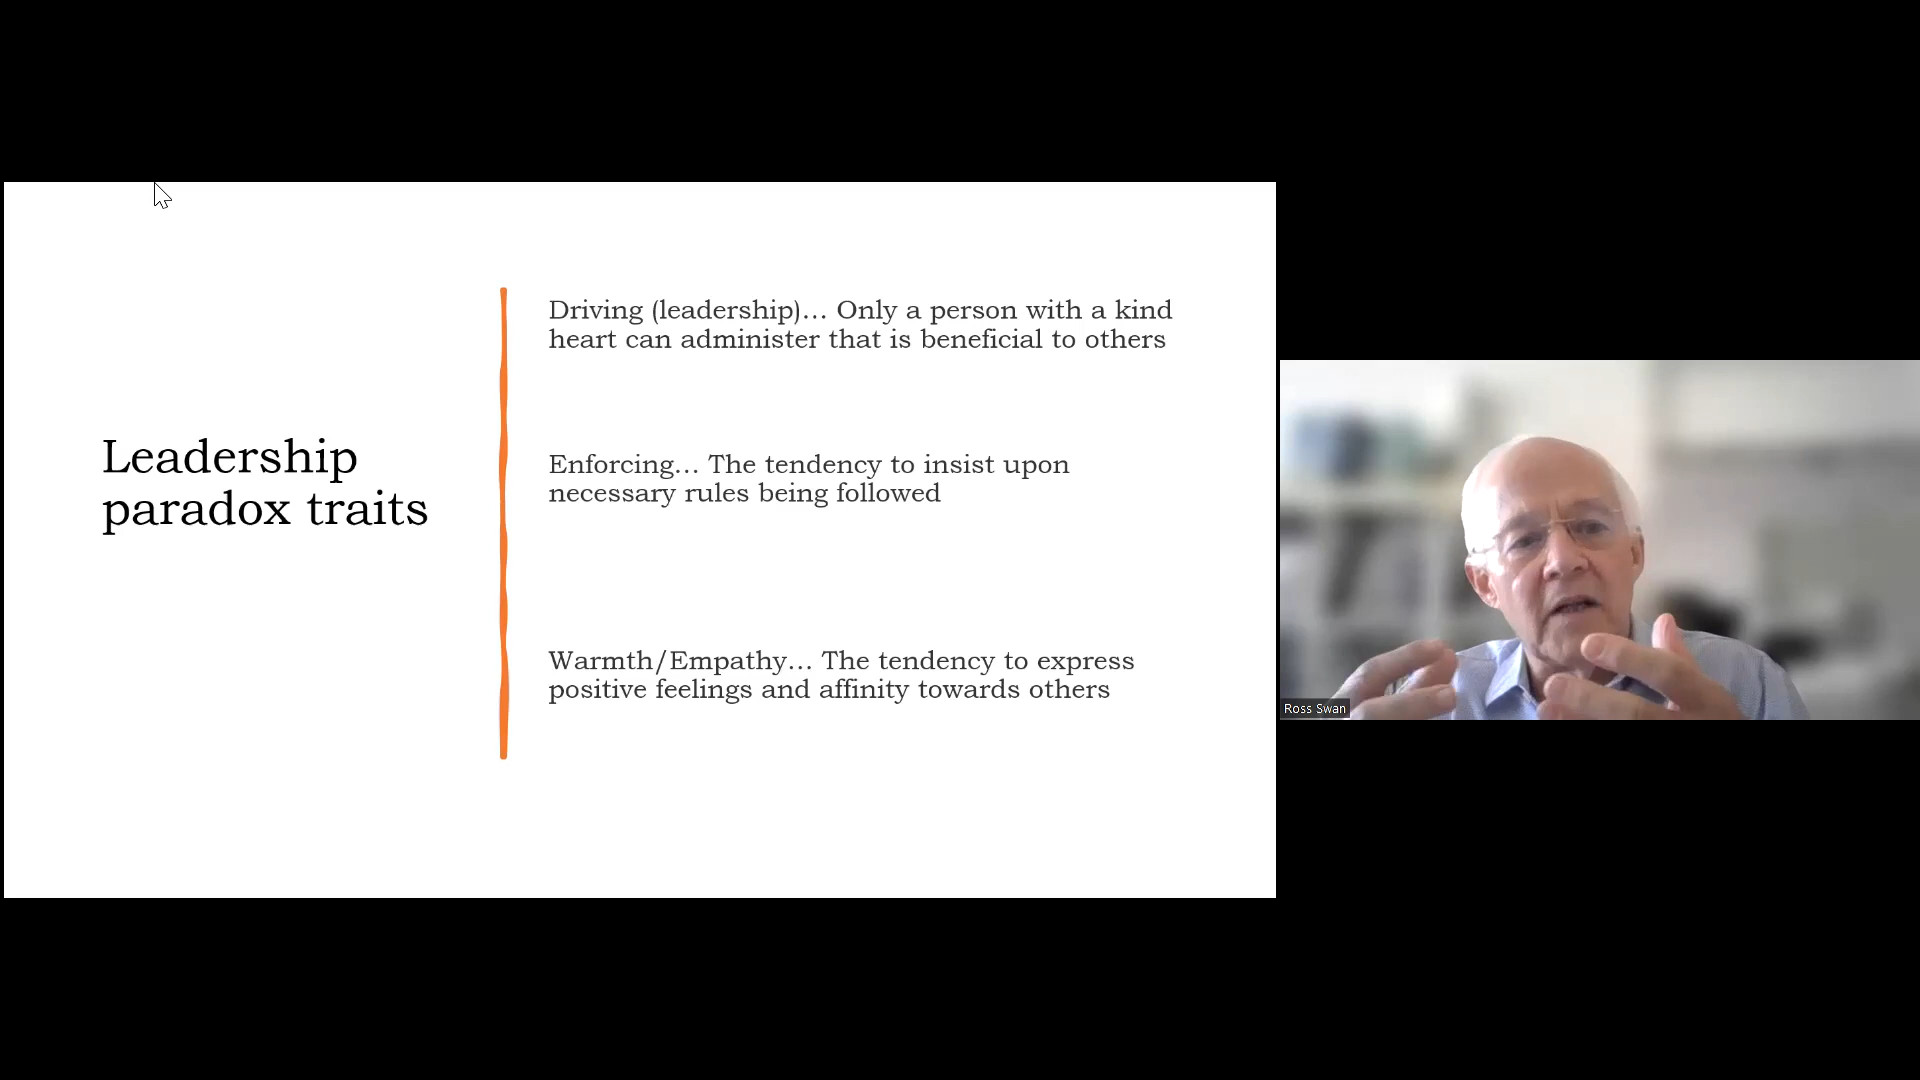 Leadership
paradox traits
Driving (leadership)... Only a person with a kind
heart can administer that is beneficial to others
Enforcing... The tendency to insist upon
necessary rules being followed
Warmth/Empathy... The tendency to express
positive feelings and affinity towards others
Ross Swan